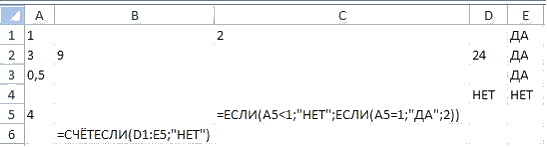 A B C D E
1 1 2 ДА
2 3 9 24 ДА
3 0,5 ДА
4 НЕТ НЕТ
5 4 =ЕСЛИ(A5<1;"НЕТ";ЕСЛИ(A5=1;"ДА";2))
6 =СЧЁТЕСЛИ(D1:E5;"НЕТ")